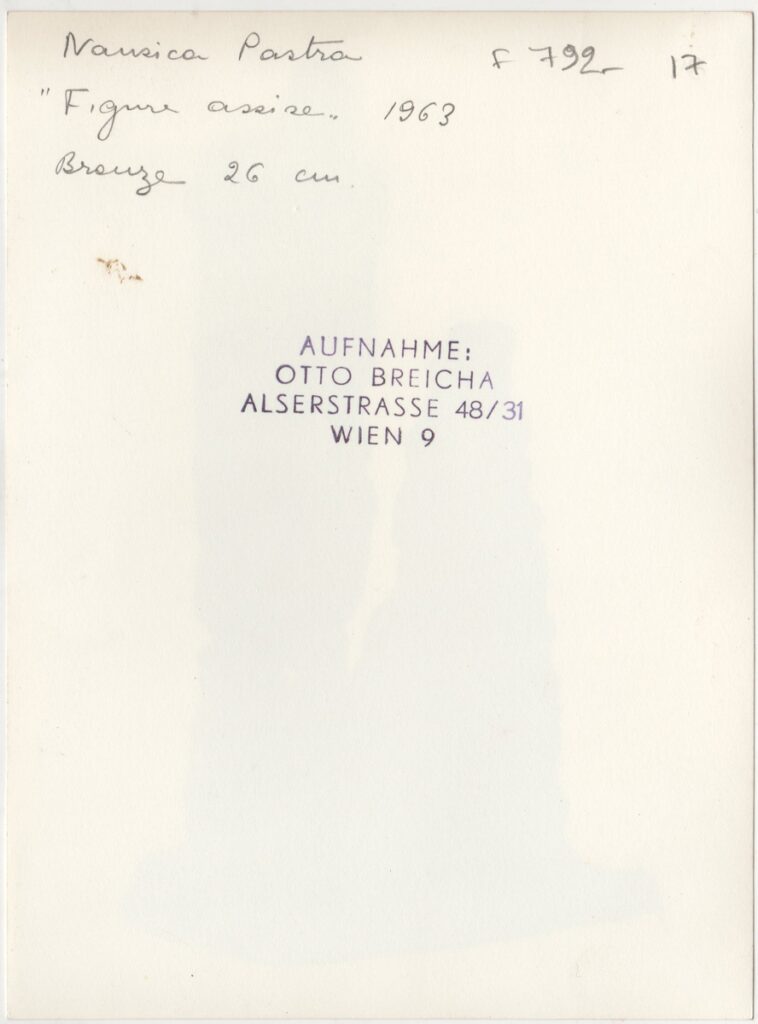 Nausica Pastra F 792 17
"Figure assise" 1963
Bronze 26 cm.
AUFNAHME:
OTTO BREICHA
ALSERSTRASSE 48/31
WIEN 9